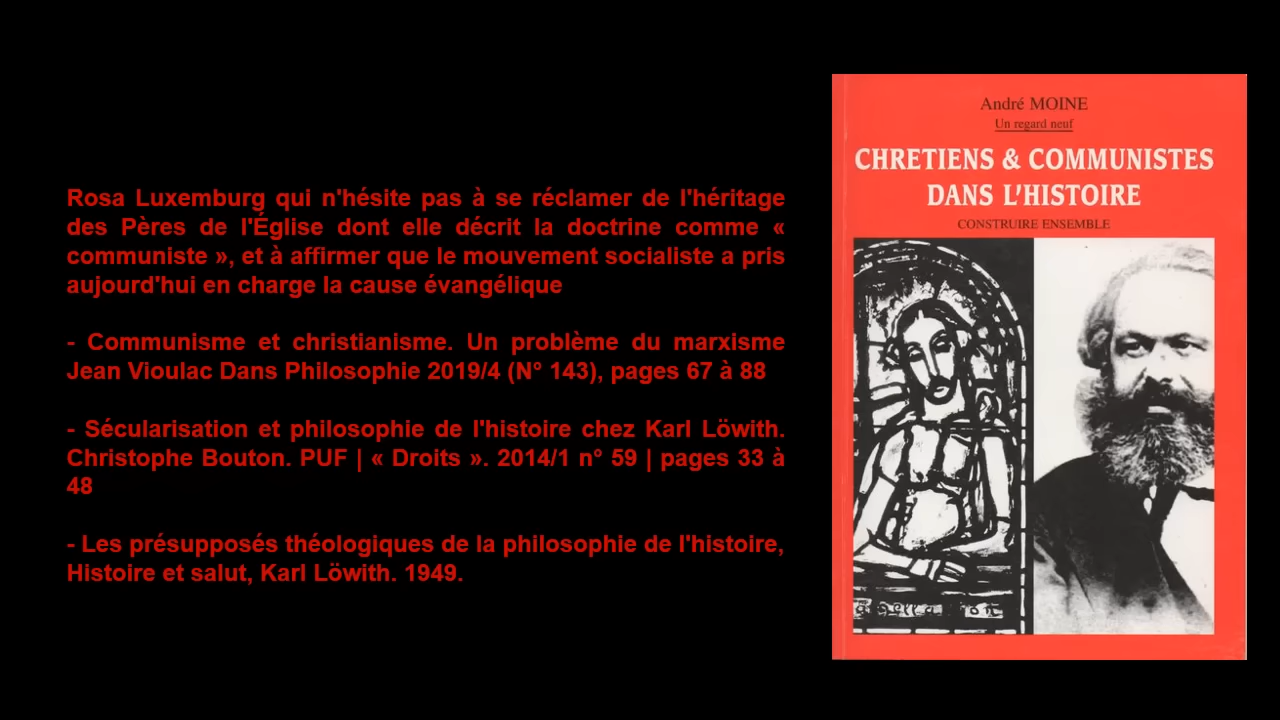 Rosa Luxemburg qui n'hésite pas à se réclamer de l'héritage
des Pères de l'Église dont elle décrit la doctrine comme «
communiste », et à affirmer que le mouvement socialiste a pris
aujourd'hui en charge la cause évangélique
- Communisme et christianisme. Un problème du marxisme
Jean Vioulac Dans Philosophie 2019/4 (N° 143), pages 67 à 88
- Sécularisation et philosophie de l'histoire chez Karl Löwith.
Christophe Bouton. PUF | « Droits ». 2014/1 n° 59 | pages 33 à
48
- Les présupposés théologiques de la philosophie de l'histoire,
Histoire et salut, Karl Löwith. 1949.
André MOINE
Un regard neuf
CHRETIENS & COMMUNISTES
DANS L'HISTOIRE
CONSTRUIRE ENSEMBLE